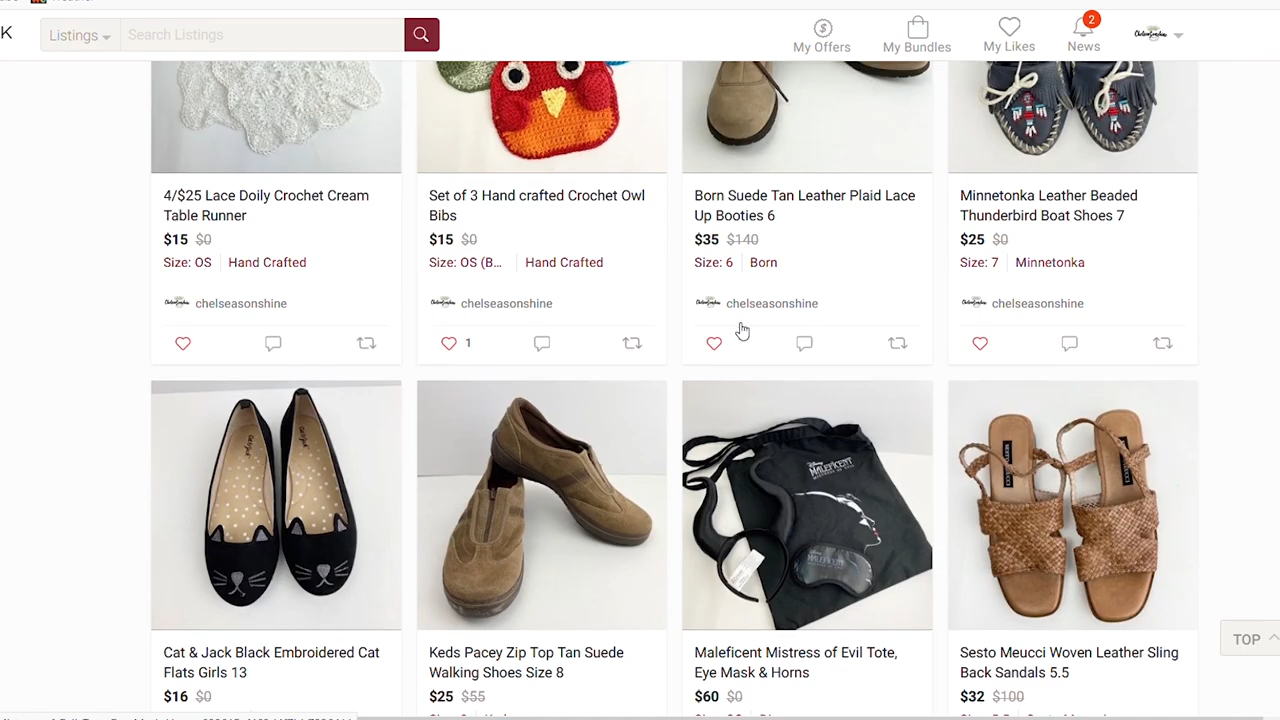 K
Listings
Search Listings
My Offers
My Bundles
My Likes
2
News
4/$25 Lace Doily Crochet Cream
Table Runner
$15 $0
Size: OS Hand Crafted
chelseasonshine
Set of 3 Hand crafted Crochet Owl
Bibs
$15 $0
Size: OS (B... Hand Crafted
chelseasonshine
1
Born Suede Tan Leather Plaid Lace
Up Booties 6
$35 $140
Size: 6 Born
chelseasonshine
Minnetonka Leather Beaded
Thunderbird Boat Shoes 7
$25 $0
Size: 7 Minnetonka
chelseasonshine
Cat & Jack Black Embroidered Cat
Flats Girls 13
$16 $0
Keds Pacey Zip Top Tan Suede
Walking Shoes Size 8
$25 $55
MALEFICENT
Maleficent Mistress of Evil Tote,
Eye Mask & Horns
$60 $0
Sesto Meucci Woven Leather Sling
Back Sandals 5.5
$32 $100
TOP